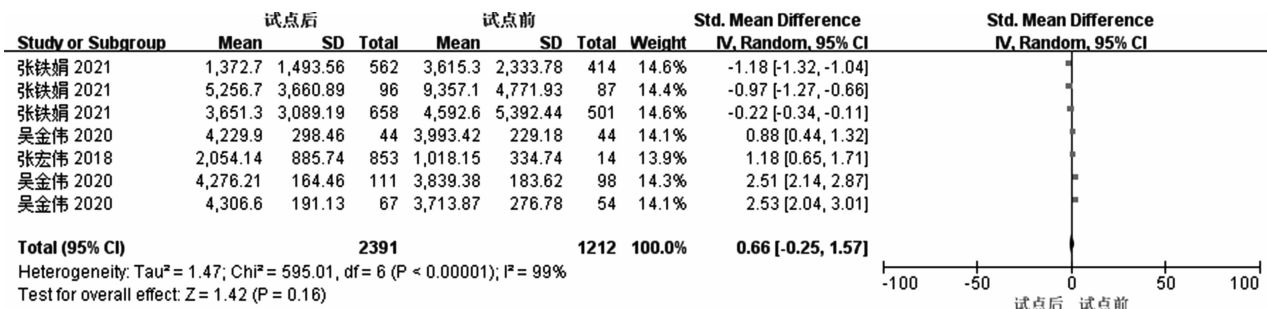 试点后 试点前 Std. Mean Difference Std. Mean Difference
Study or Subgroup Mean SD Total Mean SD Total Weight IV, Random, 95% CI IV, Random, 95% CI
张铁娟 2021 1,372.7 1,493.56 562 3,615.3 2,333.78 414 14.6% -1.18 [-1.32, -1.04]
张铁娟 2021 5,256.7 3,660.89 96 9,357.1 4,771.93 87 14.4% -0.97 [-1.27, -0.66]
张铁娟 2021 3,651.3 3,089.19 658 4,592.6 5,392.44 501 14.6% -0.22 [-0.34, -0.11]
吴金伟 2020 4,229.9 298.46 44 3,993.42 229.18 44 14.1% 0.88 [0.44, 1.32]
张宏伟 2018 2,054.14 885.74 853 1,018.15 334.74 14 13.9% 1.18 [0.65, 1.71]
吴金伟 2020 4,276.21 164.46 111 3,839.38 183.62 98 14.3% 2.51 [2.14, 2.87]
吴金伟 2020 4,306.6 191.13 67 3,713.87 276.78 54 14.1% 2.53 [2.04, 3.01]
Total (95% CI) 2391 1212 100.0% 0.66 [-0.25, 1.57]
Heterogeneity: Tau² = 1.47; Chi² = 595.01, df = 6 (P < 0.00001); I² = 99%
Test for overall effect: Z = 1.42 (P = 0.16)
-100 -50 0 50 100
试点后 试点前